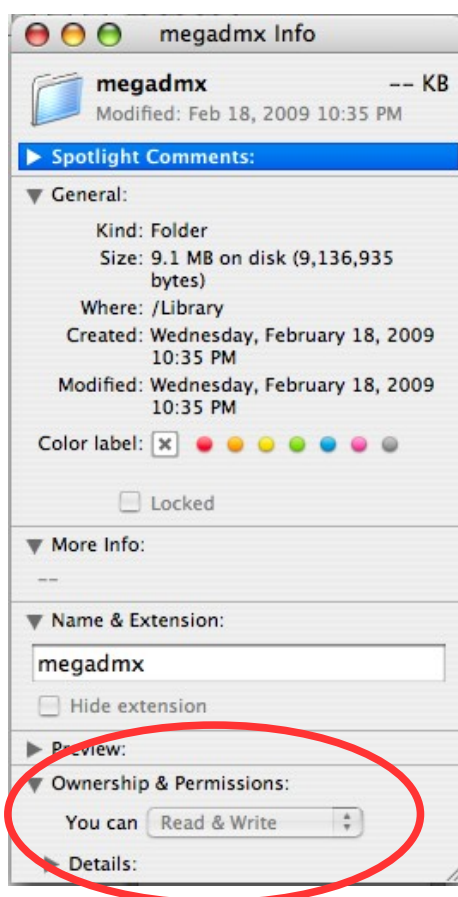 megadmx Info
megadmx -- KB
Modified: Feb 18, 2009 10:35 PM
Spotlight Comments:
General:
Kind: Folder
Size: 9.1 MB on disk (9,136,935
bytes)
Where: /Library
Created: Wednesday, February 18, 2009
10:35 PM
Modified: Wednesday, February 18, 2009
10:35 PM
Color label:
Locked
More Info:
--
Name & Extension:
megadmx
Hide extension
Preview:
Ownership & Permissions:
You can Read & Write
Details: